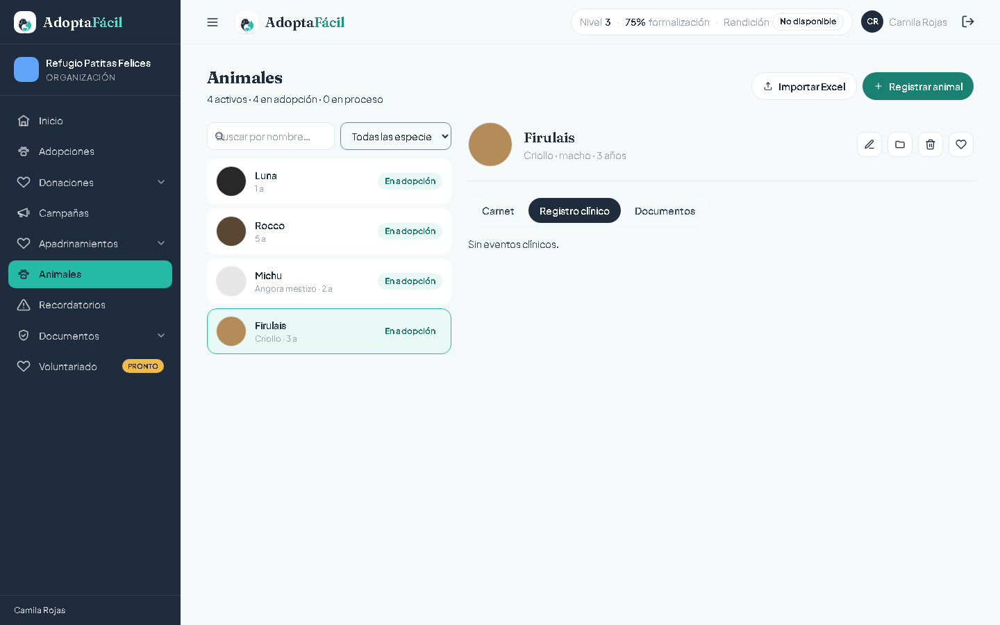 AdoptaFácil
Refugio Patitas Felices
ORGANIZACIÓN
Inicio
Adopciones
Donaciones
Campañas
Apadrinamientos
Animales
Recordatorios
Documentos
Voluntariado PRONTO
Camila Rojas
AdoptaFácil
Nivel 3 · 75% formalización · Rendición No disponible
CR Camila Rojas
Animales
4 activos · 4 en adopción · 0 en proceso
Importar Excel
Registrar animal
Buscar por nombre...
Todas las especie
Luna
1 a
En adopción
Rocco
5 a
En adopción
Michu
Angora mestizo · 2 a
En adopción
Firulais
Criollo · 3 a
En adopción
Firulais
Criollo · macho · 3 años
Carnet
Registro clínico
Documentos
Sin eventos clínicos.